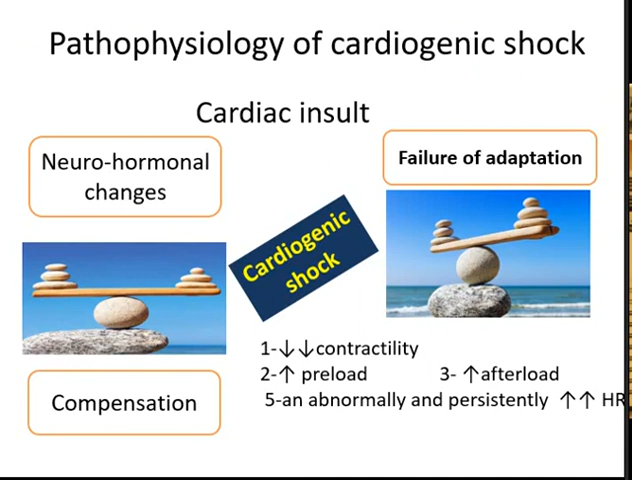 Pathophysiology of cardiogenic shock
Cardiac insult
Neuro-hormonal
changes
Failure of adaptation
Cardiogenic
shock
Compensation
1-↓↓contractility
2-↑ preload 3- ↑afterload
5-an abnormally and persistently ↑↑ HR